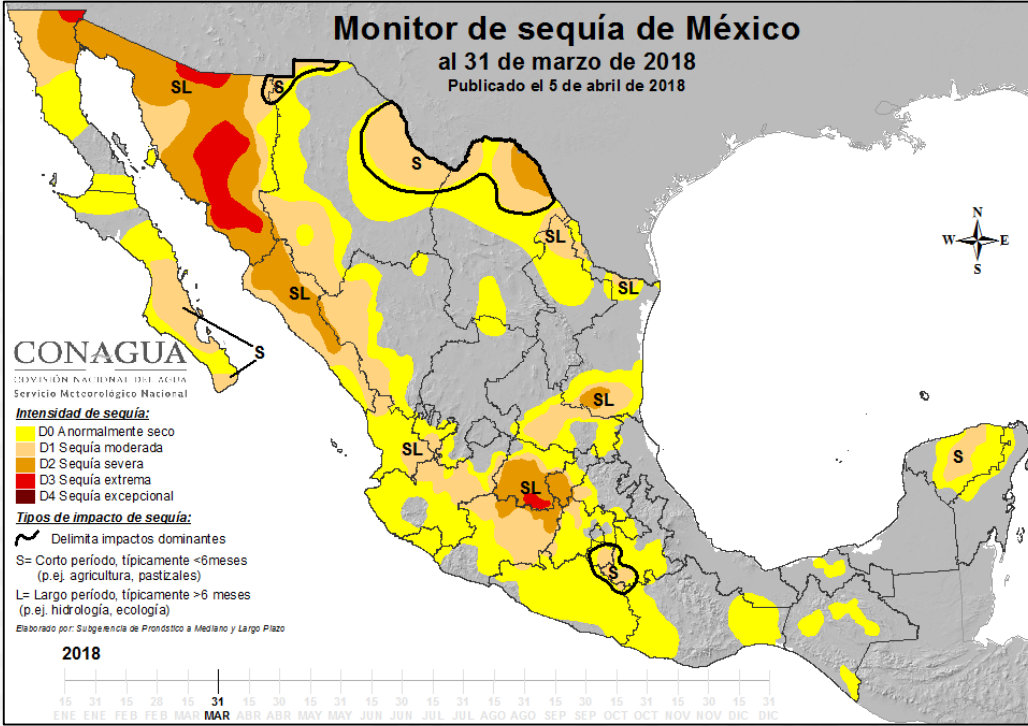 Monitor de sequía de México
al 31 de marzo de 2018
Publicado el 5 de abril de 2018
SL
S
S
SL
N
W E
S
SL
SL
S
CONAGUA
COMISIÓN NACIONAL DEL AGUA
Servicio Meteorológico Nacional
SL
SL
S
SL
S
Intensidad de sequía:
D0 Anormalmente seco
D1 Sequía moderada
D2 Sequía severa
D3 Sequía extrema
D4 Sequía excepcional
Tipos de impacto de sequía:
Delimita impactos dominantes
S= Corto período, típicamente <6meses
(p.ej. agricultura, pastizales)
L= Largo período, típicamente >6 meses
(p.ej. hidrología, ecología)
Elaborado por: Subgerencia de Pronóstico a Mediano y Largo Plazo
2018
15 31 15 28 15 31 15 30 15 31 15 30 15 31 15 31 15 30 15 31 15 30 15 31
ENE ENE FEB FEB MAR MAR ABR ABR MAY MAY JUN JUN JUL JUL AGO AGO SEP SEP OCT OCT NOV NOV DIC DIC